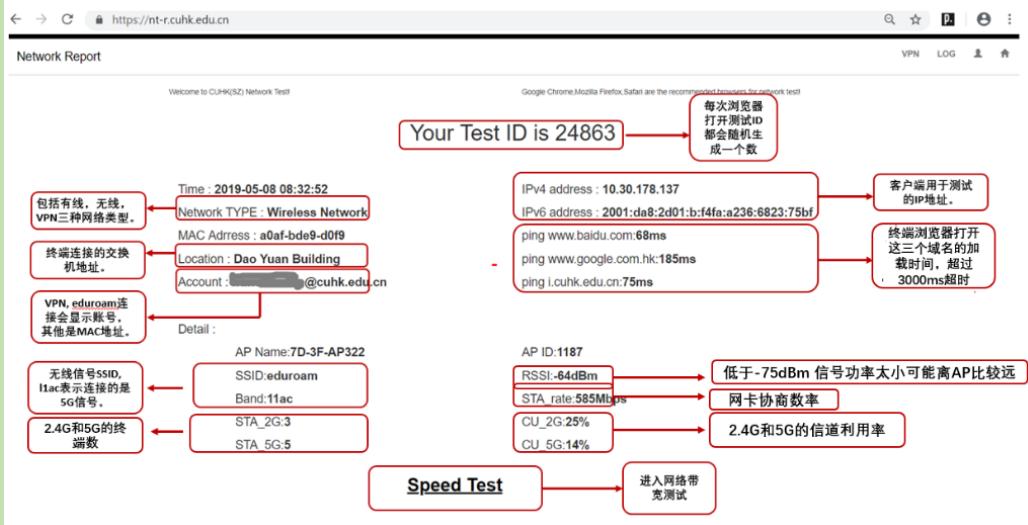 https://nt-r.cuhk.edu.cn
Network Report
VPN LOG
Welcome to CUHK(SZ) Network Test!
Google Chrome,Mozilla Firefox,Safari are the recommended browsers for network test!
Your Test ID is 24863
每次浏览器
打开测试ID
都会随机生
成一个数
Time : 2019-05-08 08:32:52
Network TYPE : Wireless Network
MAC Adrress : a0af-bde9-d0f9
Location : Dao Yuan Building
Account : @cuhk.edu.cn
包括有线，无线，
VPN三种网络类型。
终端连接的交换
机地址。
VPN, eduroam连
接会显示账号，
其他是MAC地址。
IPv4 address : 10.30.178.137
IPv6 address : 2001:da8:2d01:b:f4fa:a236:6823:75bf
ping www.baidu.com:68ms
ping www.google.com.hk:185ms
ping i.cuhk.edu.cn:75ms
客户端用于测试
的IP地址。
终端浏览器打开
这三个域名的加
载时间，超过
3000ms超时
Detail :
AP Name:7D-3F-AP322
SSID:eduroam
Band:11ac
STA_2G:3
STA_5G:5
无线信号SSID,
l1ac表示连接的是
5G信号。
2.4G和5G的终
端数
AP ID:1187
RSSI:-64dBm
STA_rate:585Mbps
CU_2G:25%
CU_5G:14%
低于-75dBm 信号功率太小可能离AP比较远
网卡协商数率
2.4G和5G的信道利用率
Speed Test
进入网络带
宽测试